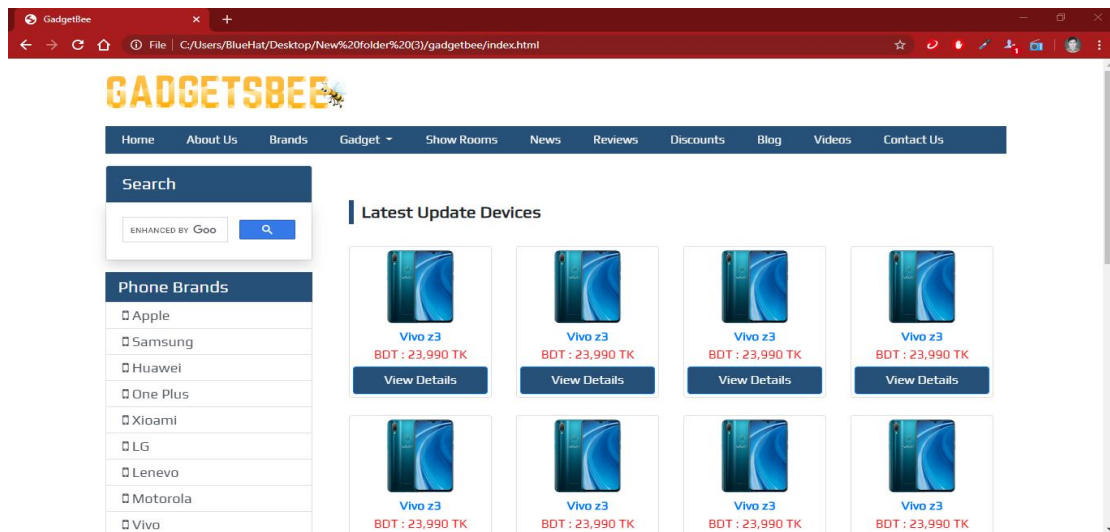 GadgetBee
File C:/Users/BlueHat/Desktop/New%20folder%20(3)/gadgetbee/index.html
GADGETSBEE
Home About Us Brands Gadget Show Rooms News Reviews Discounts Blog Videos Contact Us
Search
ENHANCED BY Goo
Latest Update Devices
Phone Brands
Apple
Samsung
Huawei
One Plus
Xioami
LG
Lenevo
Motorola
Vivo
Vivo z3 Vivo z3 Vivo z3 Vivo z3
BDT : 23,990 TK BDT : 23,990 TK BDT : 23,990 TK BDT : 23,990 TK
View Details View Details View Details View Details
Vivo z3 Vivo z3 Vivo z3 Vivo z3
BDT : 23,990 TK BDT : 23,990 TK BDT : 23,990 TK BDT : 23,990 TK